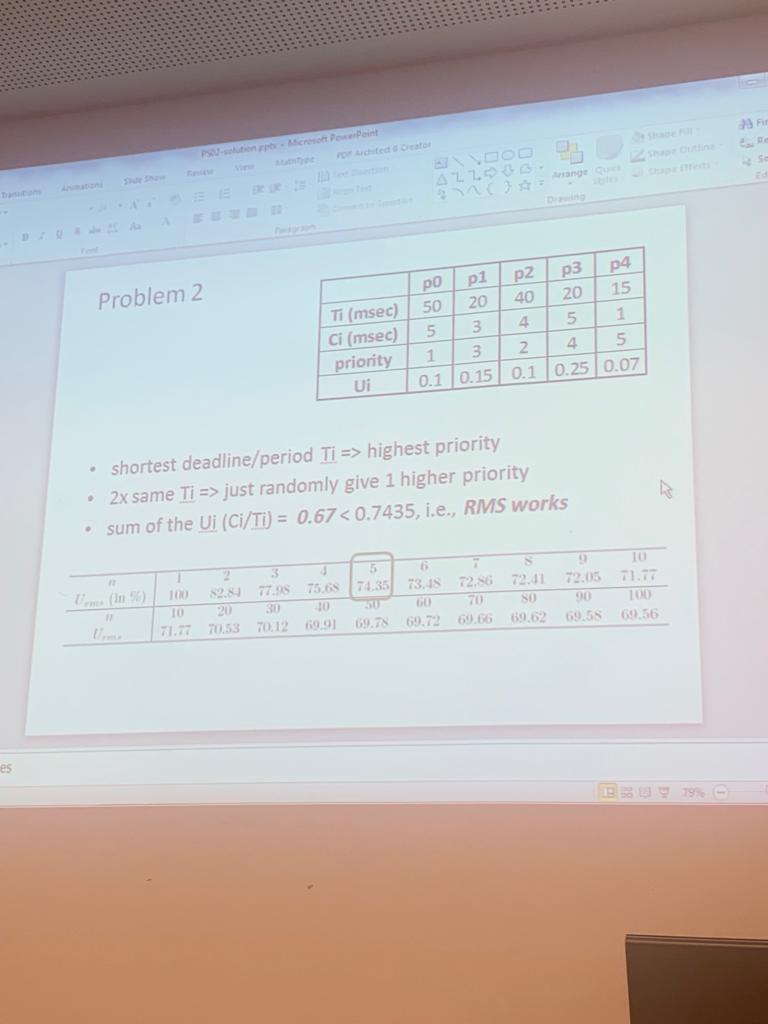 PS02-solution.pptx - Microsoft PowerPoint
Transitions Animations Slide Show Review View MathType PDF Architect 6 Creator
Text Direction
Align Text
Convert to SmartArt
Arrange Quick Styles
Shape Fill
Shape Outline
Shape Effects
Font Paragraph Drawing
Problem 2
p0 p1 p2 p3 p4
Ti (msec) 50 20 40 20 15
Ci (msec) 5 3 4 5 1
priority 1 3 2 4 5
Ui 0.1 0.15 0.1 0.25 0.07
• shortest deadline/period Ti => highest priority
• 2x same Ti => just randomly give 1 higher priority
• sum of the Ui (Ci/Ti) = 0.67 < 0.7435, i.e., RMS works
n 1 2 3 4 5 6 7 8 9 10
Urms (in %) 100 82.84 77.98 75.68 74.35 73.48 72.86 72.41 72.05 71.77
n 10 20 30 40 50 60 70 80 90 100
Urms 71.77 70.53 70.12 69.91 69.78 69.72 69.66 69.62 69.58 69.56
es
79%